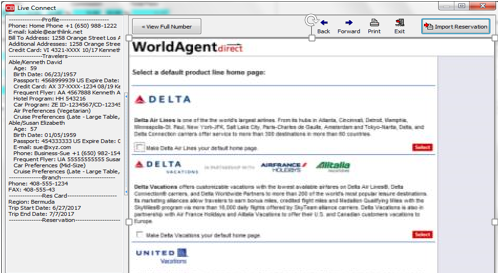 Live Connect
Profile
Phone: Home Phone +1 (650) 988-1222
E-mail: kable@earthlink.net
Bill To Address: 1258 Orange Street Los A
Additional Addresses: 1258 Orange Stree
Credit Card: VI 4321-XXXX 10/17 Kennet
Travelers
Able/Kenneth David
Age: 59
Birth Date: 06/23/1957
Passport: 4568999939 US Expire Date:
Credit Card: AX 37-XXXX-1234 08/19 Ke
Frequent Flyer: AA 4567888 Kenneth A
Hotel Program: HH 543216
Car Program: ZE ID-1234567/CD-1234
Air Preferences (Vegetarian)
Cruise Preferences (Late - Large Table,
Able/Susan Elizabeth
Age: 57
Birth Date: 01/05/1959
Passport: 454333333 US Expire Date:
E-mail: sue@xyz.com
Phone: Business-Sue +1 (650) 982-154
Frequent Flyer: UA 55555555555 Susar
Car Preferences (Mid-Size)
Cruise Preferences (Late - Large Table,
Branch
Phone: 408-555-1234
FAX: 408-555-43
Res Card
Region: Bermuda
Trip Start Date: 6/27/2017
Trip End Date: 7/7/2017
Reservation
View Full Number
Back
Forward
Print
Exit
Import Reservation
WorldAgentdirect
Select a default product line home page:
DELTA
Delta Air Lines is one of the the world's largest airlines. From its hubs in Atlanta, Cincinnati, Detroit, Memphis,
Minneapolis-St. Paul, New York-JFK, Salt Lake City, Paris-Charles de Gaulle, Amsterdam and Tokyo-Narita, Delta, and
Delta Connection carriers offer service to more than 365 destinations in more than 60 countries.
Make Delta Air Lines your default home page.
Select
DELTA VACATIONS
IN PARTNERSHIP WITH
AIRFRANCE HOLIDAYS
Alitalia VACATIONS
Delta Vacations offers customizable vacations with the lowest available airfares on Delta Air Lines®, Delta
Connection® carriers, and Delta Worldwide Partners to more than 280 of the world's most popular leisure destinations.
Its marketing alliances allow travelers to earn bonus miles, credited flight miles and Medallion Qualifying Miles with the
SkyMiles® program via more than 15,000 daily flights offered by SkyTeam alliance carriers. Delta Vacations is also in
partnership with Air France Holidays and Alitalia Vacations to offer their U.S. and Canadian customers vacations to
Europe.
Make Delta Vacations your default home page.
Select
UNITED
Vacations